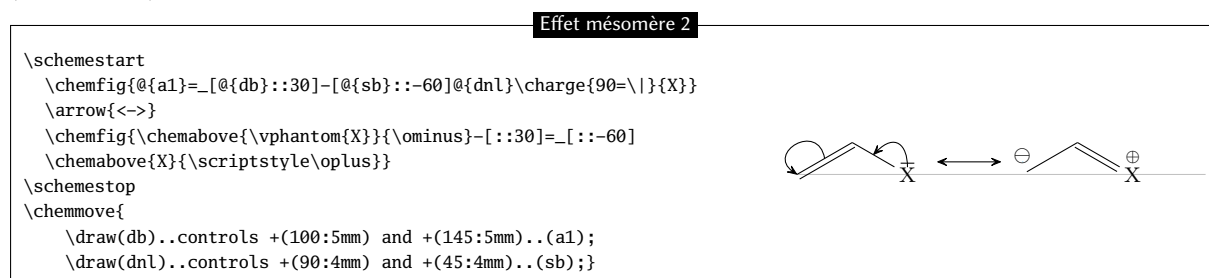 Effet mésomère 2
\schemestart
  \chemfig{@{a1}=_[@{db}::30]-[@{sb}::-60]@{dnl}\charge{90=\|}{X}}
  \arrow{<->}
  \chemfig{\chemabove{\vphantom{X}}{\ominus}-[::30]=_[::-60]
  \chemabove{X}{\scriptstyle\oplus}}
\schemestop
\chemmove{
    \draw(db)..controls +(100:5mm) and +(145:5mm)..(a1);
    \draw(dnl)..controls +(90:4mm) and +(45:4mm)..(sb);}
X ⊖ ⊕ X